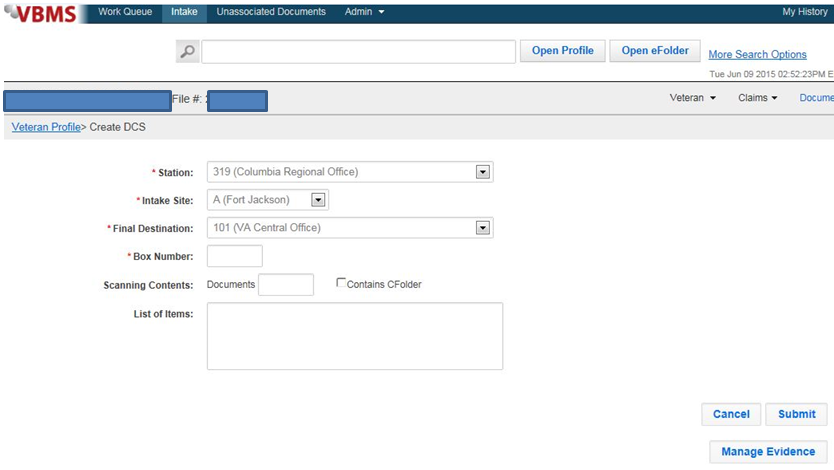 VBMS Work Queue Intake Unassociated Documents Admin My History
Open Profile Open eFolder More Search Options
Tue Jun 09 2015 02:52:23PM E
File #: Veteran Claims Docume
Veteran Profile> Create DCS
* Station: 319 (Columbia Regional Office)
* Intake Site: A (Fort Jackson)
* Final Destination: 101 (VA Central Office)
* Box Number:
Scanning Contents: Documents Contains CFolder
List of Items:
Cancel Submit
Manage Evidence